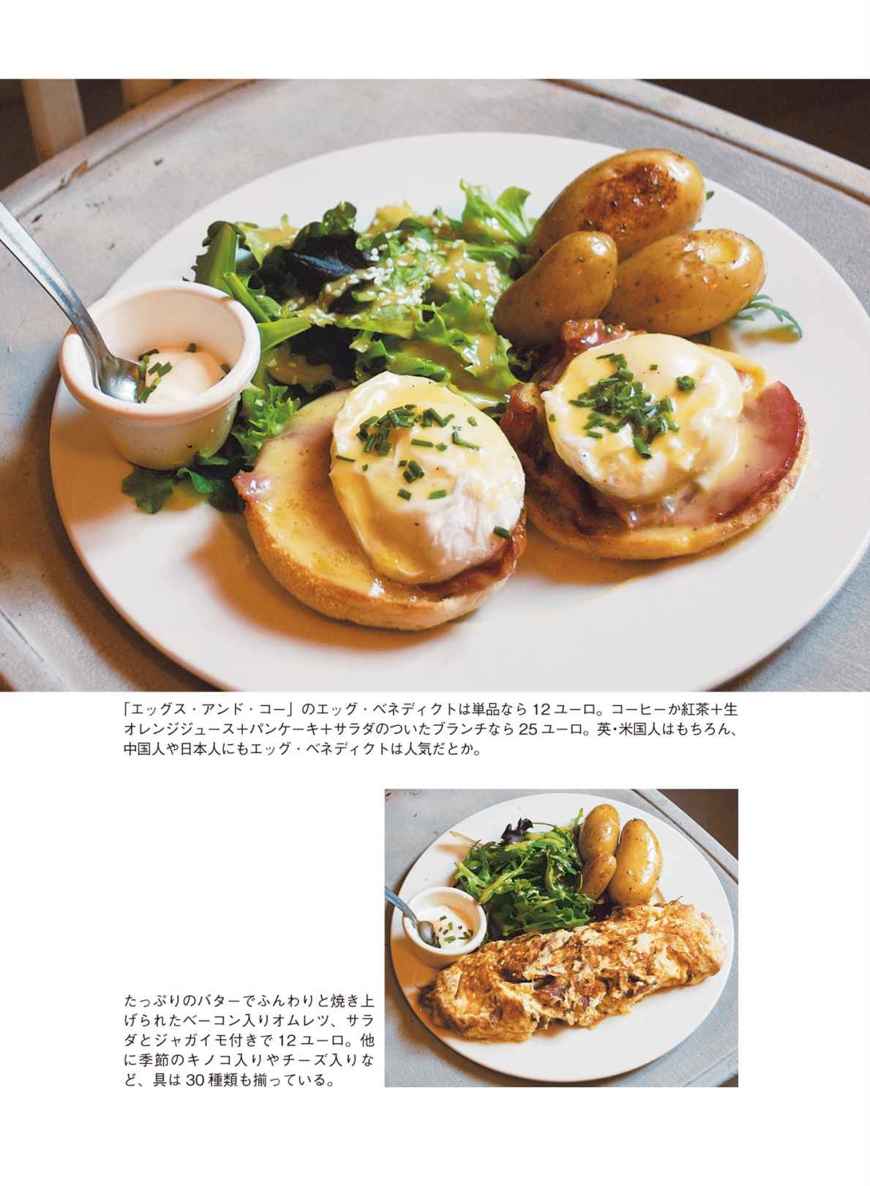 「エッグス・アンド・コー」のエッグ・ベネディクトは単品なら 12 ユーロ。コーヒーか紅茶＋生
オレンジジュース＋パンケーキ＋サラダのついたブランチなら 25 ユーロ。英・米国人はもちろん、
中国人や日本人にもエッグ・ベネディクトは人気だとか。
たっぷりのバターでふんわりと焼き上
げられたベーコン入りオムレツ、サラ
ダとジャガイモ付きで 12 ユーロ。他
に季節のキノコ入りやチーズ入りな
ど、具は 30 種類も揃っている。